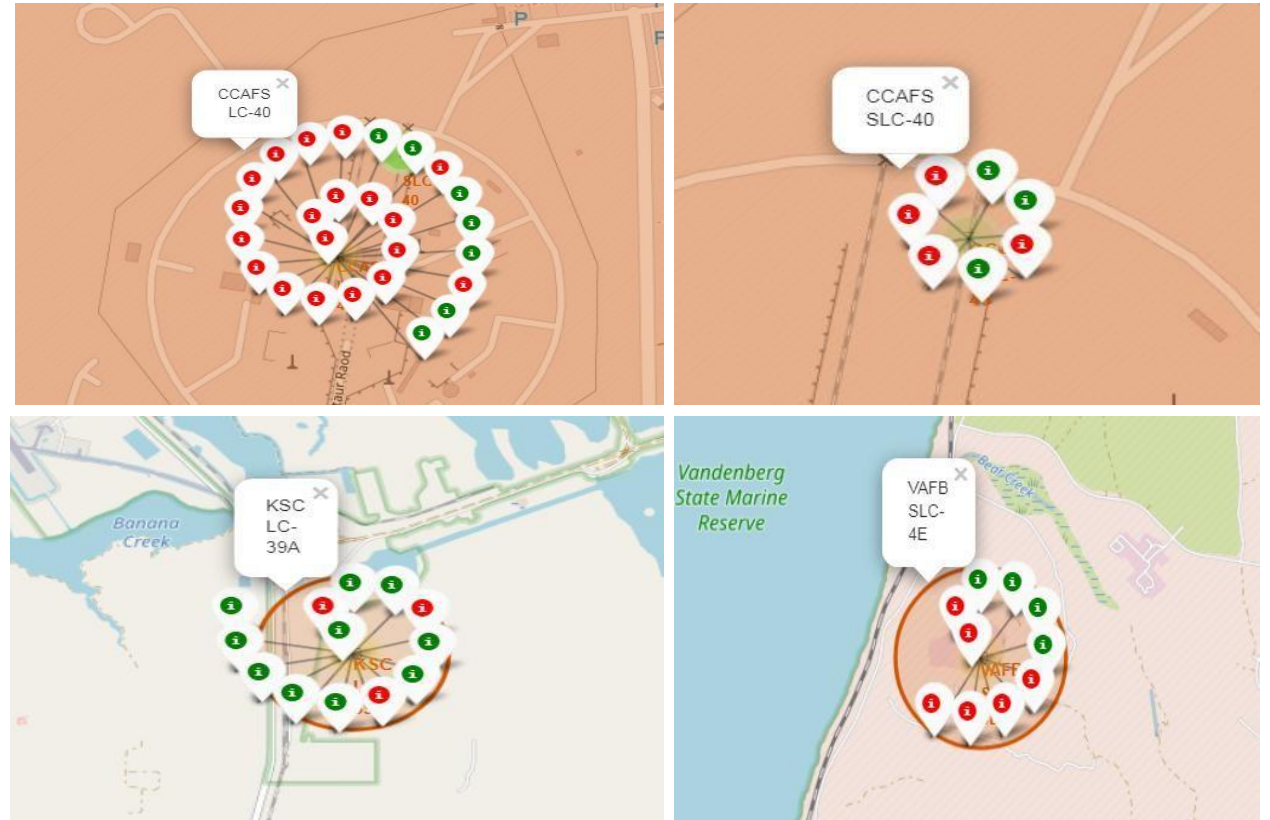 P
CCAFS
LC-40
SLC
40
taur Raod
CCAFS
SLC-40
KSC
LC-
39A
Banana
Creek
KSC
Vandenberg
State Marine
Reserve
VAFB
SLC-
4E
Bear Creek
VAFB